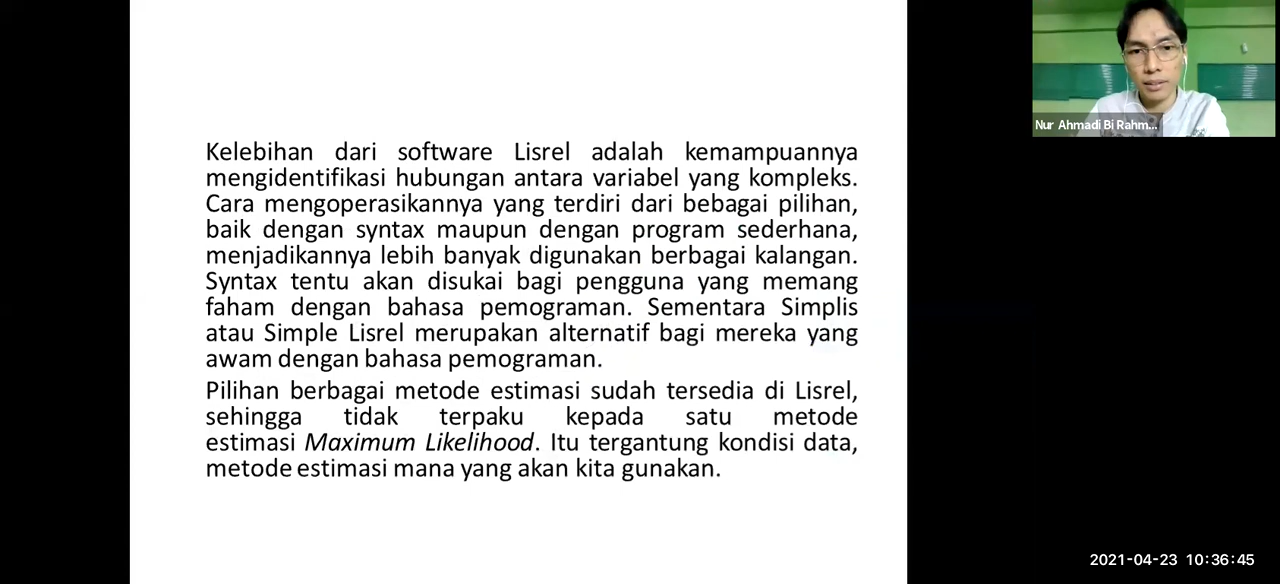 Kelebihan dari software Lisrel adalah kemampuannya
mengidentifikasi hubungan antara variabel yang kompleks.
Cara mengoperasikannya yang terdiri dari bebagai pilihan,
baik dengan syntax maupun dengan program sederhana,
menjadikannya lebih banyak digunakan berbagai kalangan.
Syntax tentu akan disukai bagi pengguna yang memang
faham dengan bahasa pemograman. Sementara Simplis
atau Simple Lisrel merupakan alternatif bagi mereka yang
awam dengan bahasa pemograman.
Pilihan berbagai metode estimasi sudah tersedia di Lisrel,
sehingga tidak terpaku kepada satu metode
estimasi Maximum Likelihood. Itu tergantung kondisi data,
metode estimasi mana yang akan kita gunakan.
Nur Ahmadi Bi Rahm...
2021-04-23 10:36:45